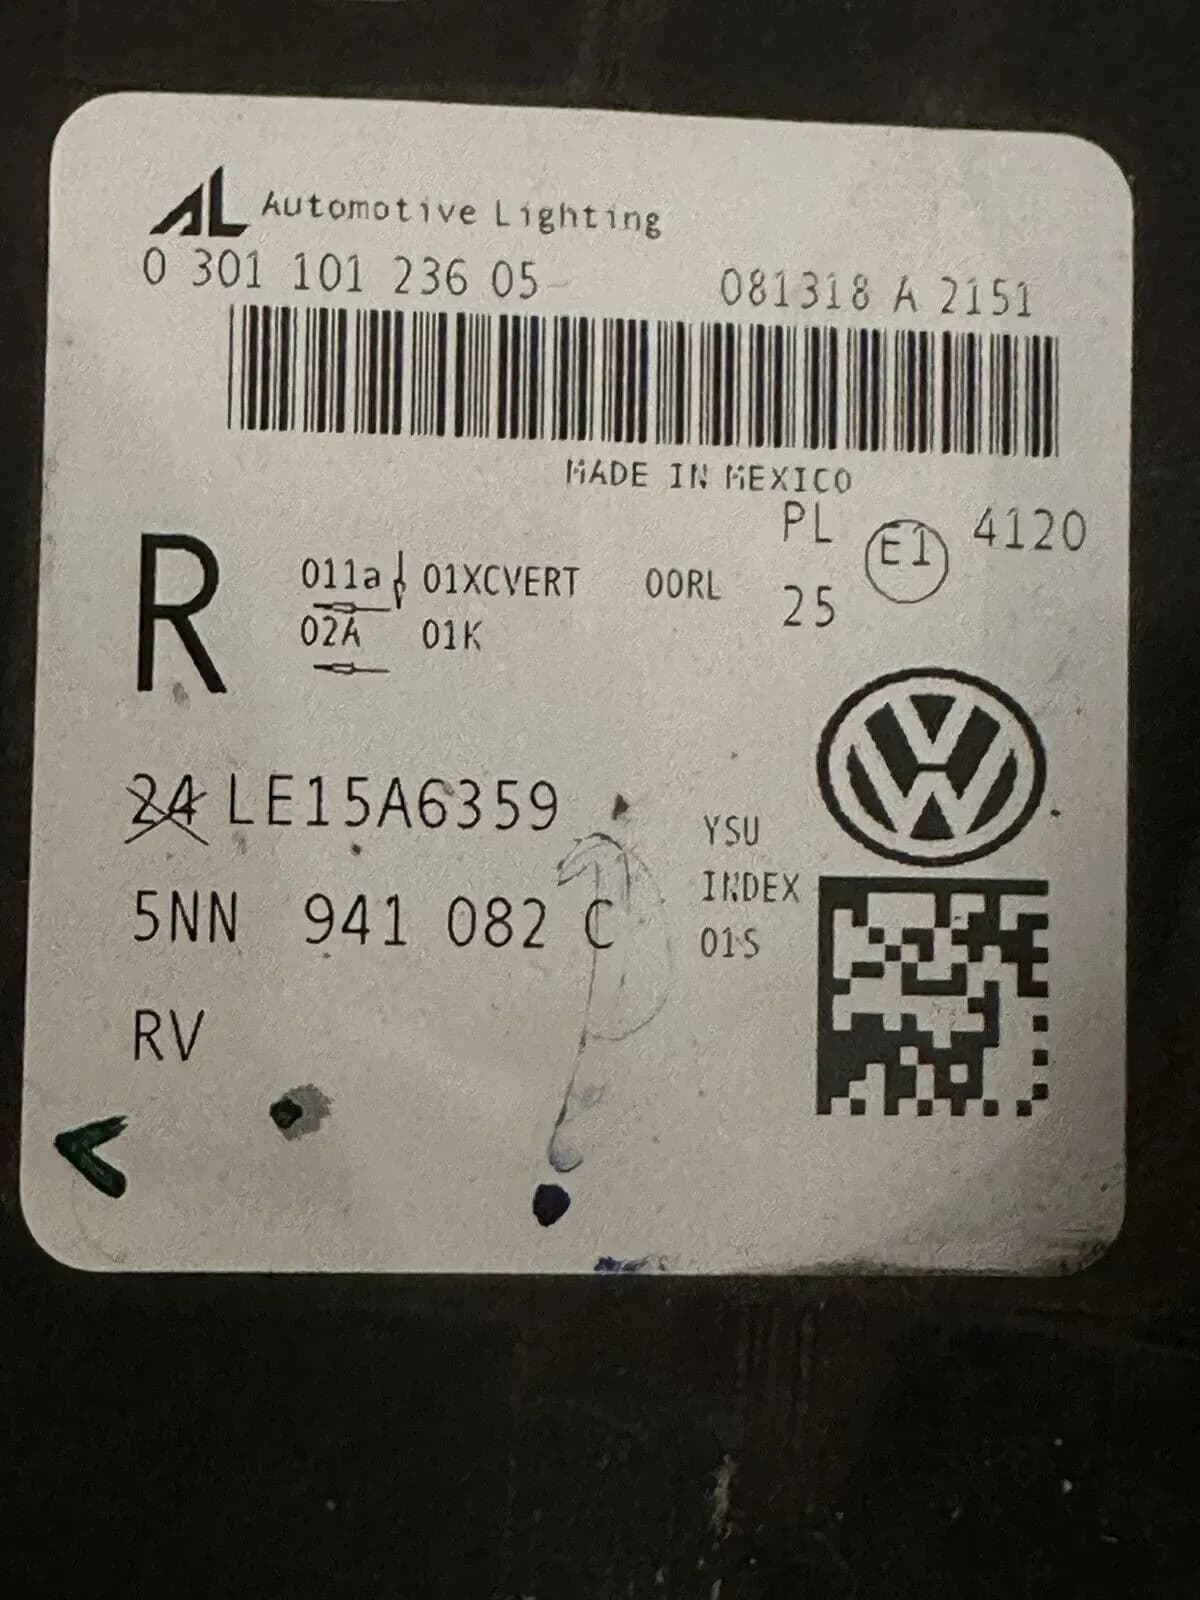 AL Automotive Lighting
0 301 101 236 05 081318 A 2151
MADE IN MEXICO
PL E1 4120
25
R
011a 01XCVERT 00RL
02A 01K
24 LE15A6359
5NN 941 082 C
RV
YSU
INDEX
01S